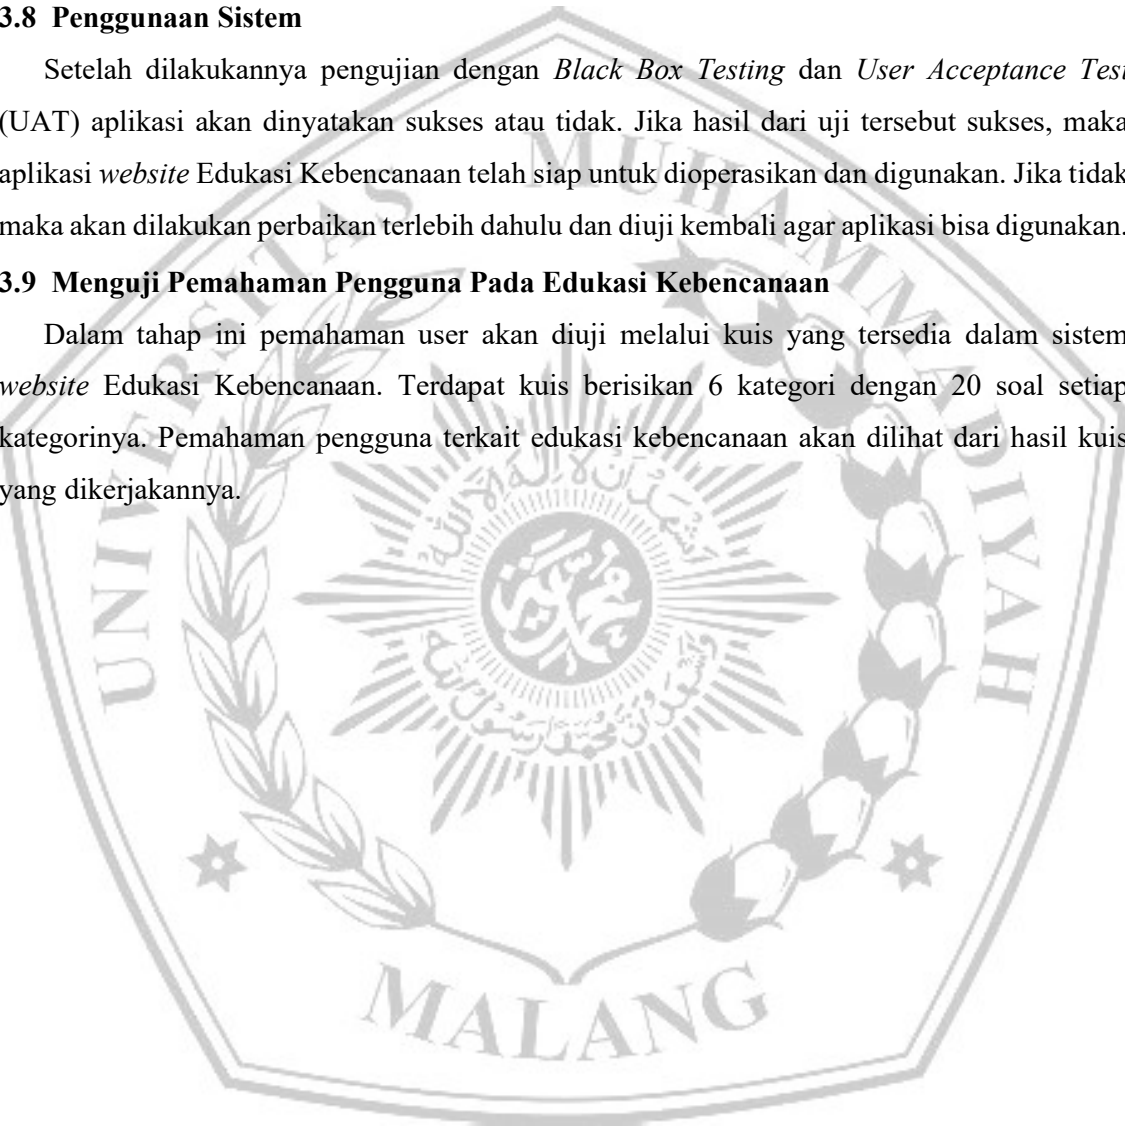 3.8 Penggunaan Sistem
Setelah dilakukannya pengujian dengan Black Box Testing dan User Acceptance Test
(UAT) aplikasi akan dinyatakan sukses atau tidak. Jika hasil dari uji tersebut sukses, maka
aplikasi website Edukasi Kebencanaan telah siap untuk dioperasikan dan digunakan. Jika tidak
maka akan dilakukan perbaikan terlebih dahulu dan diuji kembali agar aplikasi bisa digunakan.
3.9 Menguji Pemahaman Pengguna Pada Edukasi Kebencanaan
Dalam tahap ini pemahaman user akan diuji melalui kuis yang tersedia dalam sistem
website Edukasi Kebencanaan. Terdapat kuis berisikan 6 kategori dengan 20 soal setiap
kategorinya. Pemahaman pengguna terkait edukasi kebencanaan akan dilihat dari hasil kuis
yang dikerjakannya.
UNIVERSITAS MUHAMMADIYAH
MALANG